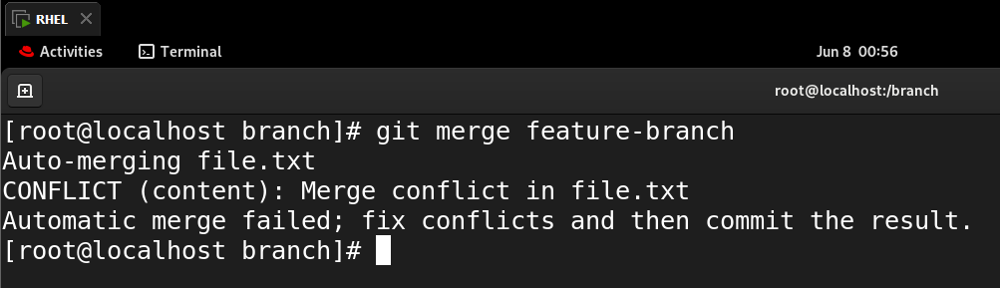 RHEL
Activities Terminal Jun 8 00:56
root@localhost:/branch
[root@localhost branch]# git merge feature-branch
Auto-merging file.txt
CONFLICT (content): Merge conflict in file.txt
Automatic merge failed; fix conflicts and then commit the result.
[root@localhost branch]#